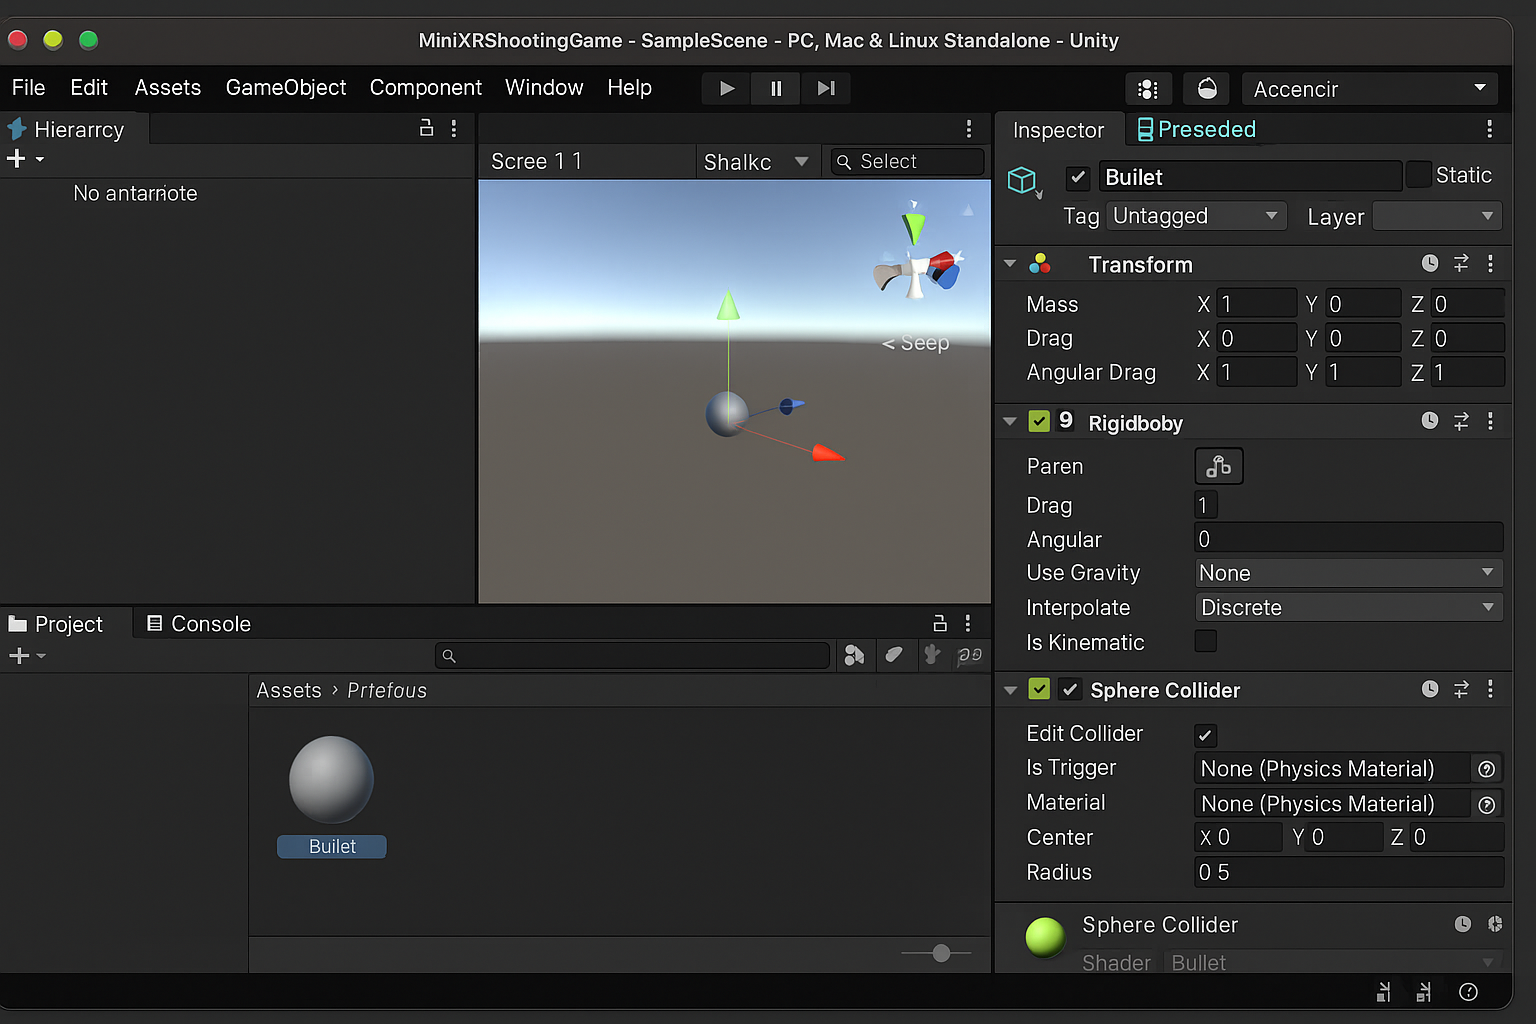 MiniXRShootingGame - SampleScene - PC, Mac & Linux Standalone - Unity
File Edit Assets GameObject Component Window Help
Accencir
Hierarrcy
No antarriote
Scree 1 1
Shalkc
Select
< Seep
Inspector
Preseded
Builet
Static
Tag Untagged
Layer
Transform
Mass X 1 Y 0 Z 0
Drag X 0 Y 0 Z 0
Angular Drag X 1 Y 1 Z 1
9 Rigidboby
Paren
Drag 1
Angular 0
Use Gravity None
Interpolate Discrete
Is Kinematic
Sphere Collider
Edit Collider
Is Trigger None (Physics Material)
Material None (Physics Material)
Center X 0 Y 0 Z 0
Radius 0 5
Sphere Collider
Shader Bullet
Project
Console
Assets › Prtefous
Builet